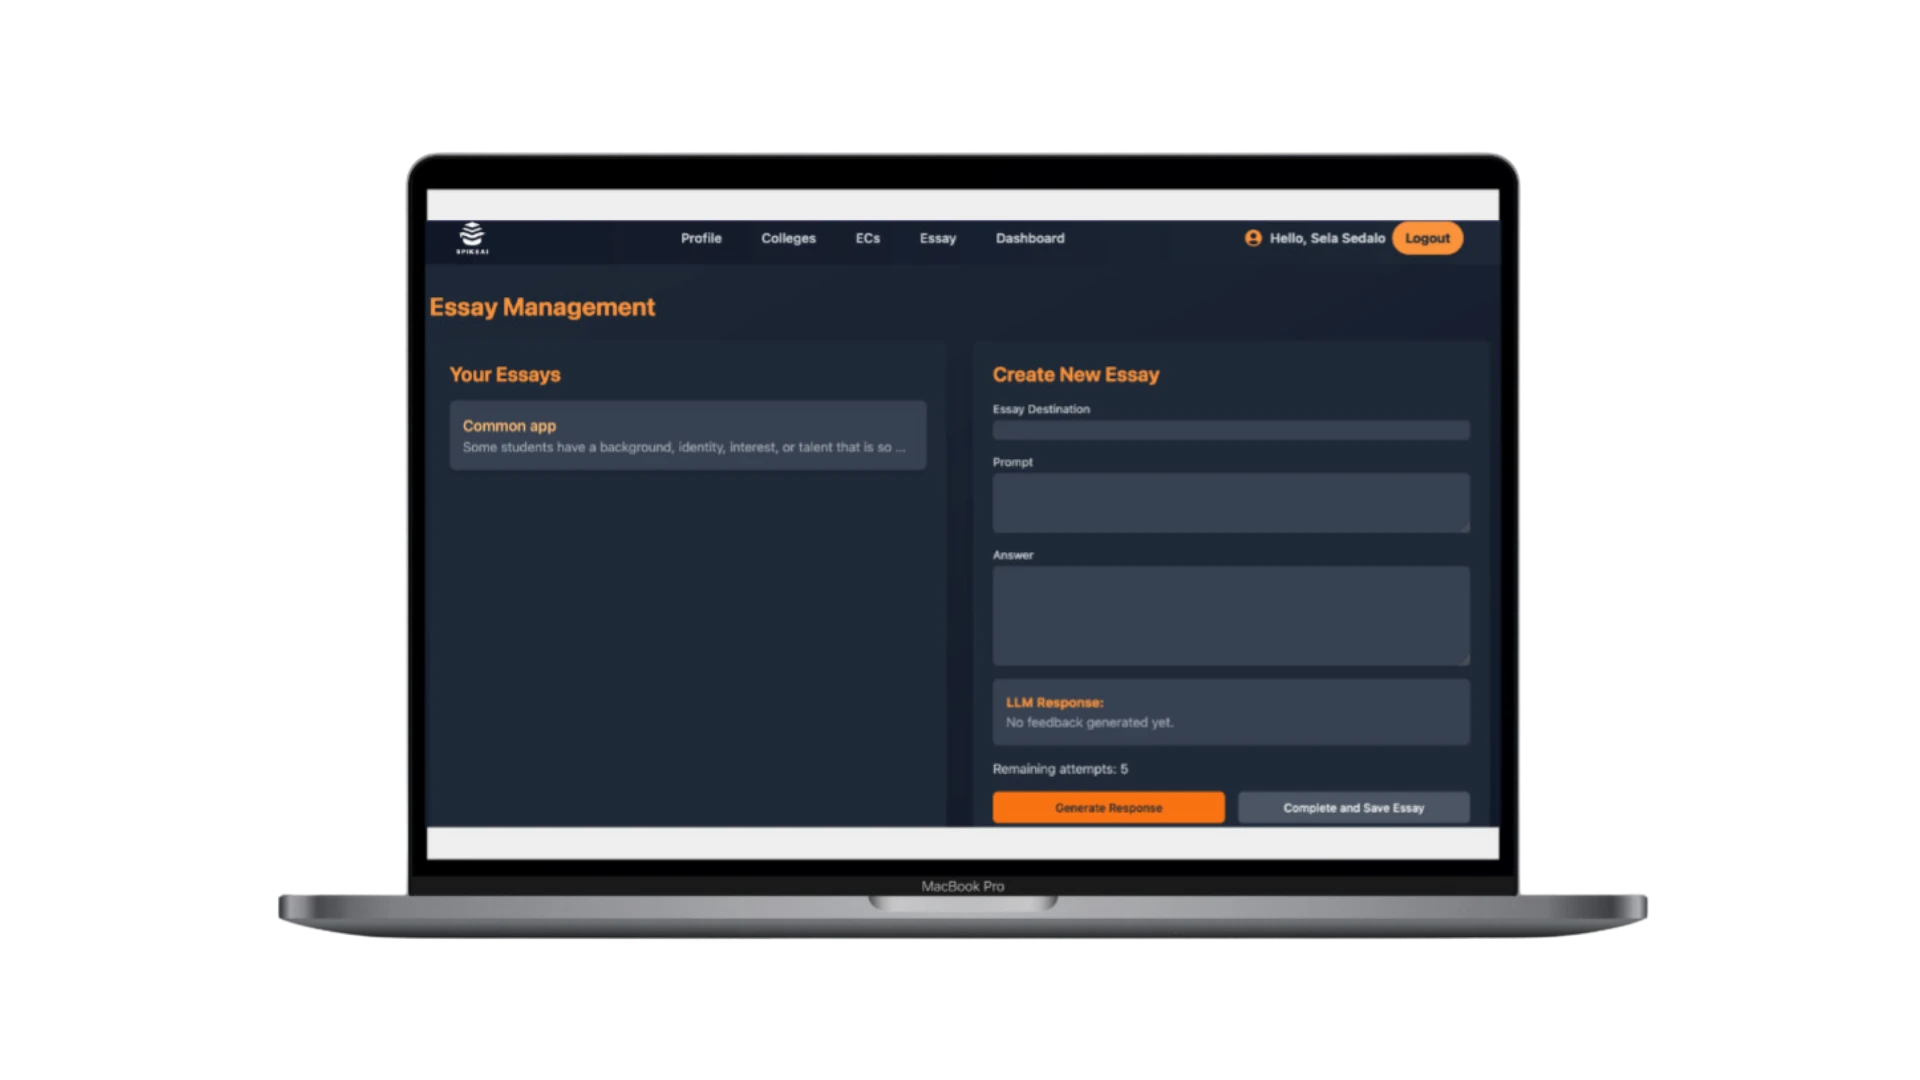 SPIKEAI
Profile Colleges ECs Essay Dashboard Hello, Sela Sedalo Logout
Essay Management
Your Essays
Common app
Some students have a background, identity, interest, or talent that is so ...
Create New Essay
Essay Destination
Prompt
Answer
LLM Response:
No feedback generated yet.
Remaining attempts: 5
Generate Response Complete and Save Essay
MacBook Pro